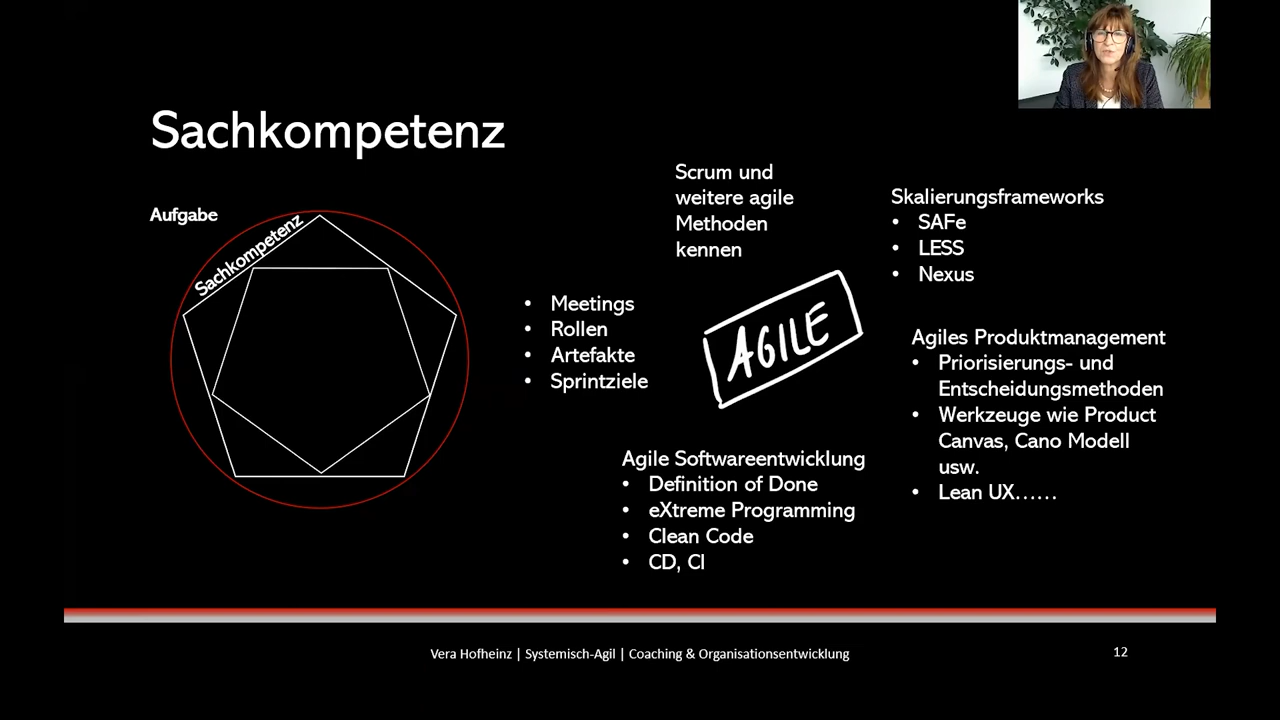 Sachkompetenz
Aufgabe
Sachkompetenz
Scrum und
weitere agile
Methoden
kennen
Skalierungsframeworks
• SAFe
• LESS
• Nexus
• Meetings
• Rollen
• Artefakte
• Sprintziele
AGILE
Agiles Produktmanagement
• Priorisierungs- und
Entscheidungsmethoden
• Werkzeuge wie Product
Canvas, Cano Modell
usw.
• Lean UX……
Agile Softwareentwicklung
• Definition of Done
• eXtreme Programming
• Clean Code
• CD, CI
Vera Hofheinz | Systemisch-Agil | Coaching & Organisationsentwicklung
12